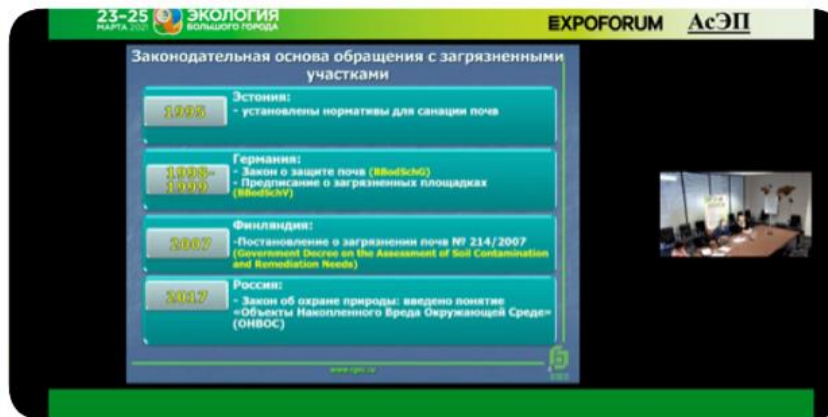 23-25
МАРТА 2021
ЭКОЛОГИЯ
БОЛЬШОГО ГОРОДА
EXPOFORUM
АсЭП
Законодательная основа обращения с загрязненными
участками
1995
Эстония:
- установлены нормативы для санации почв
1998-
1999
Германия:
- Закон о защите почв (BBodSchG)
- Предписание о загрязненных площадках
(BBodSchV)
2007
Финляндия:
-Постановление о загрязнении почв № 214/2007
(Government Decree on the Assessment of Soil Contamination
and Remediation Needs)
2017
Россия:
- Закон об охране природы: введено понятие
«Объекты Накопленного Вреда Окружающей Среде»
(ОНВОС)